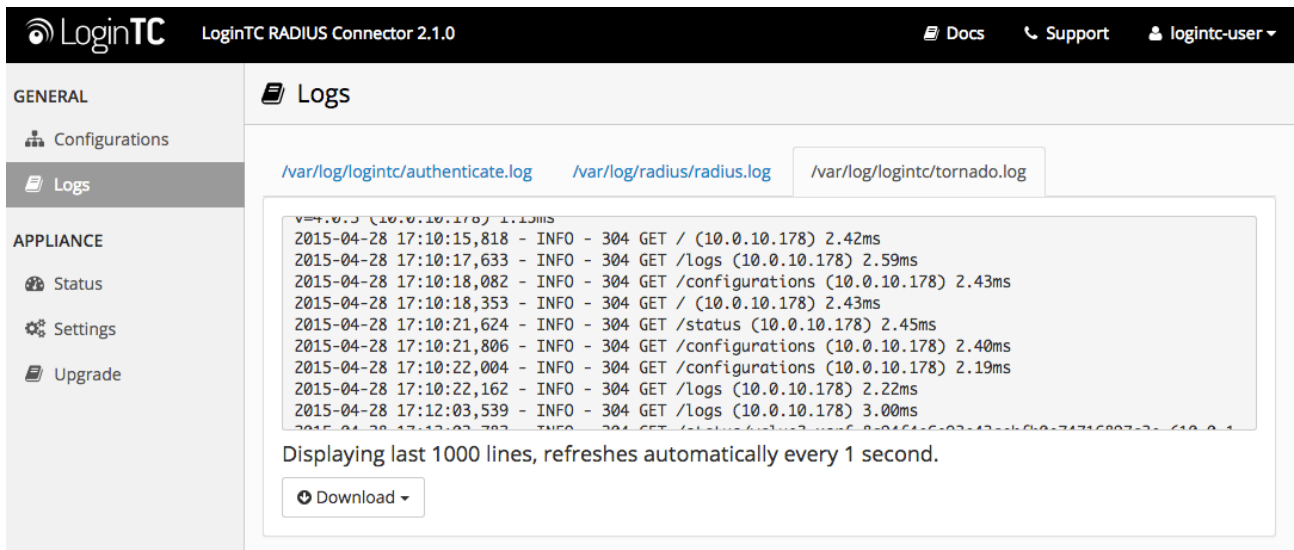 LoginTC LoginTC RADIUS Connector 2.1.0 Docs Support logintc-user
GENERAL
Configurations
Logs
APPLIANCE
Status
Settings
Upgrade
Logs
/var/log/logintc/authenticate.log /var/log/radius/radius.log /var/log/logintc/tornado.log
v=4.0.3 (10.0.10.178) 1.15ms
2015-04-28 17:10:15,818 - INFO - 304 GET / (10.0.10.178) 2.42ms
2015-04-28 17:10:17,633 - INFO - 304 GET /logs (10.0.10.178) 2.59ms
2015-04-28 17:10:18,082 - INFO - 304 GET /configurations (10.0.10.178) 2.43ms
2015-04-28 17:10:18,353 - INFO - 304 GET / (10.0.10.178) 2.43ms
2015-04-28 17:10:21,624 - INFO - 304 GET /status (10.0.10.178) 2.45ms
2015-04-28 17:10:21,806 - INFO - 304 GET /configurations (10.0.10.178) 2.40ms
2015-04-28 17:10:22,004 - INFO - 304 GET /configurations (10.0.10.178) 2.19ms
2015-04-28 17:10:22,162 - INFO - 304 GET /logs (10.0.10.178) 2.22ms
2015-04-28 17:12:03,539 - INFO - 304 GET /logs (10.0.10.178) 3.00ms
Displaying last 1000 lines, refreshes automatically every 1 second.
Download